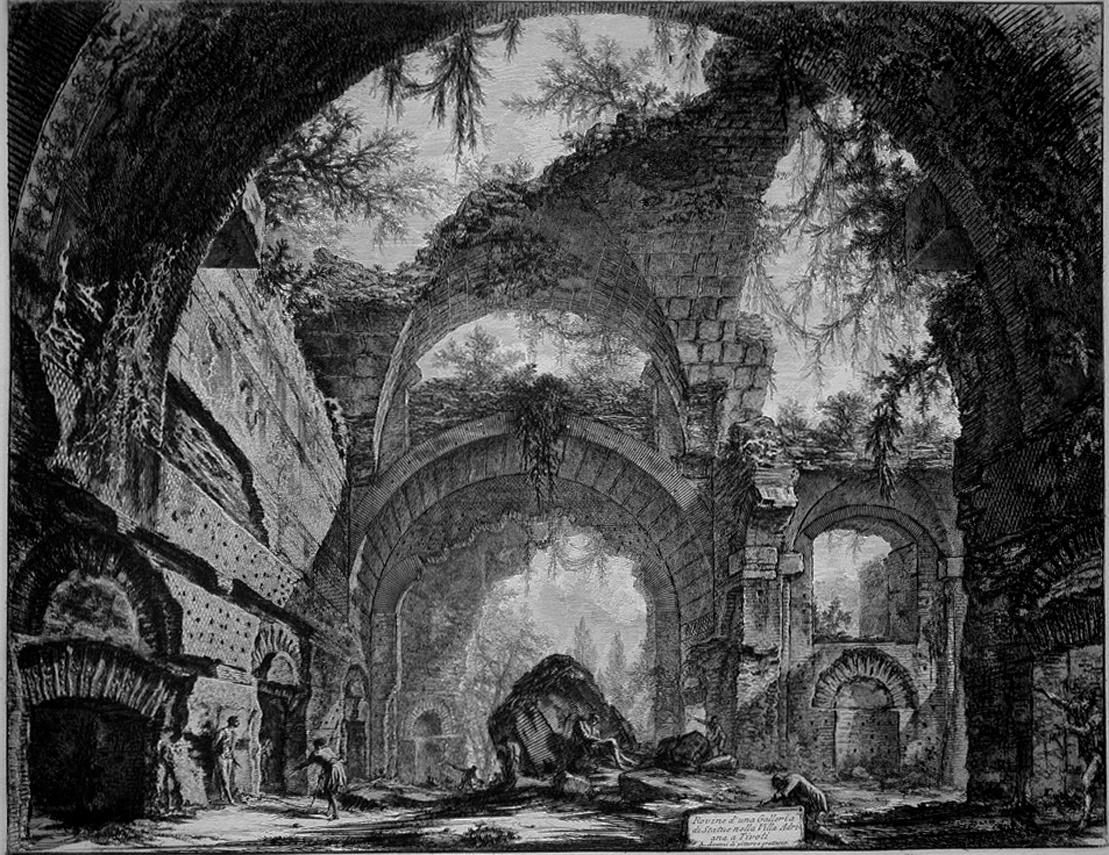 Rovine d'una Galleria
di Statue nella Villa Adri
ana a Tivoli